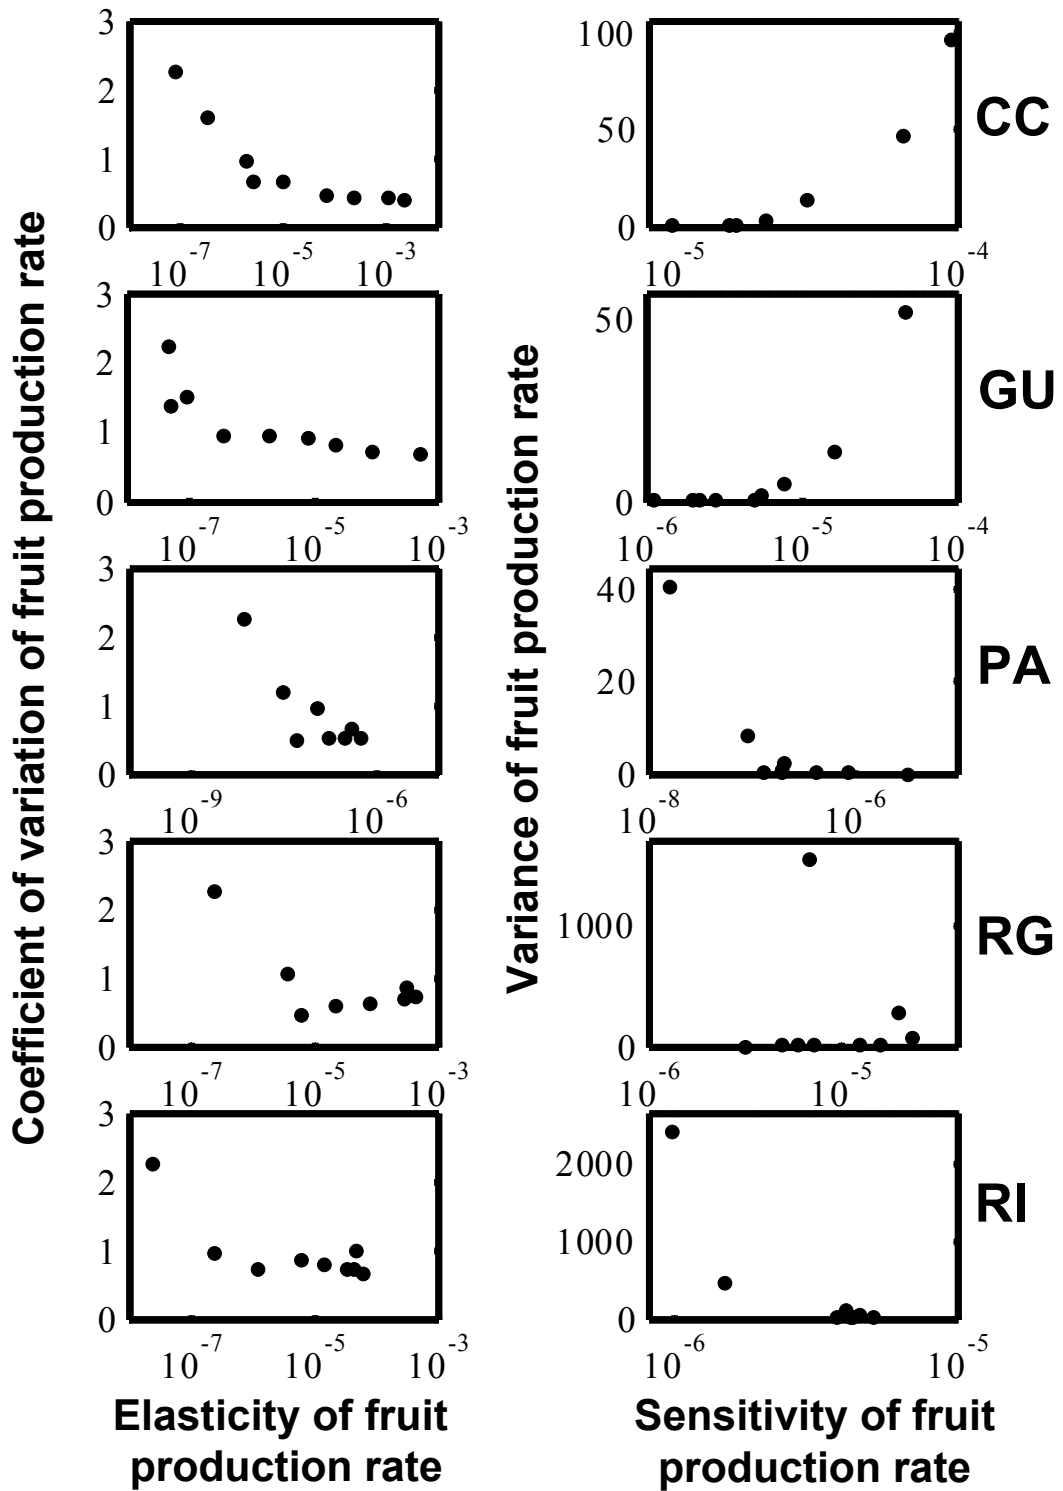 Coefficient of variation of fruit production rate
3
2
1
0
10^-7 10^-5 10^-3
3
2
1
0
10^-7 10^-5 10^-3
3
2
1
0
10^-9 10^-6
3
2
1
0
10^-7 10^-5 10^-3
3
2
1
0
10^-7 10^-5 10^-3
Elasticity of fruit
production rate
Variance of fruit production rate
100
50
0
10^-5 10^-4
CC
50
0
10^-6 10^-5 10^-4
GU
40
20
0
10^-8 10^-6
PA
1000
0
10^-6 10^-5
RG
2000
1000
0
10^-6 10^-5
RI
Sensitivity of fruit
production rate